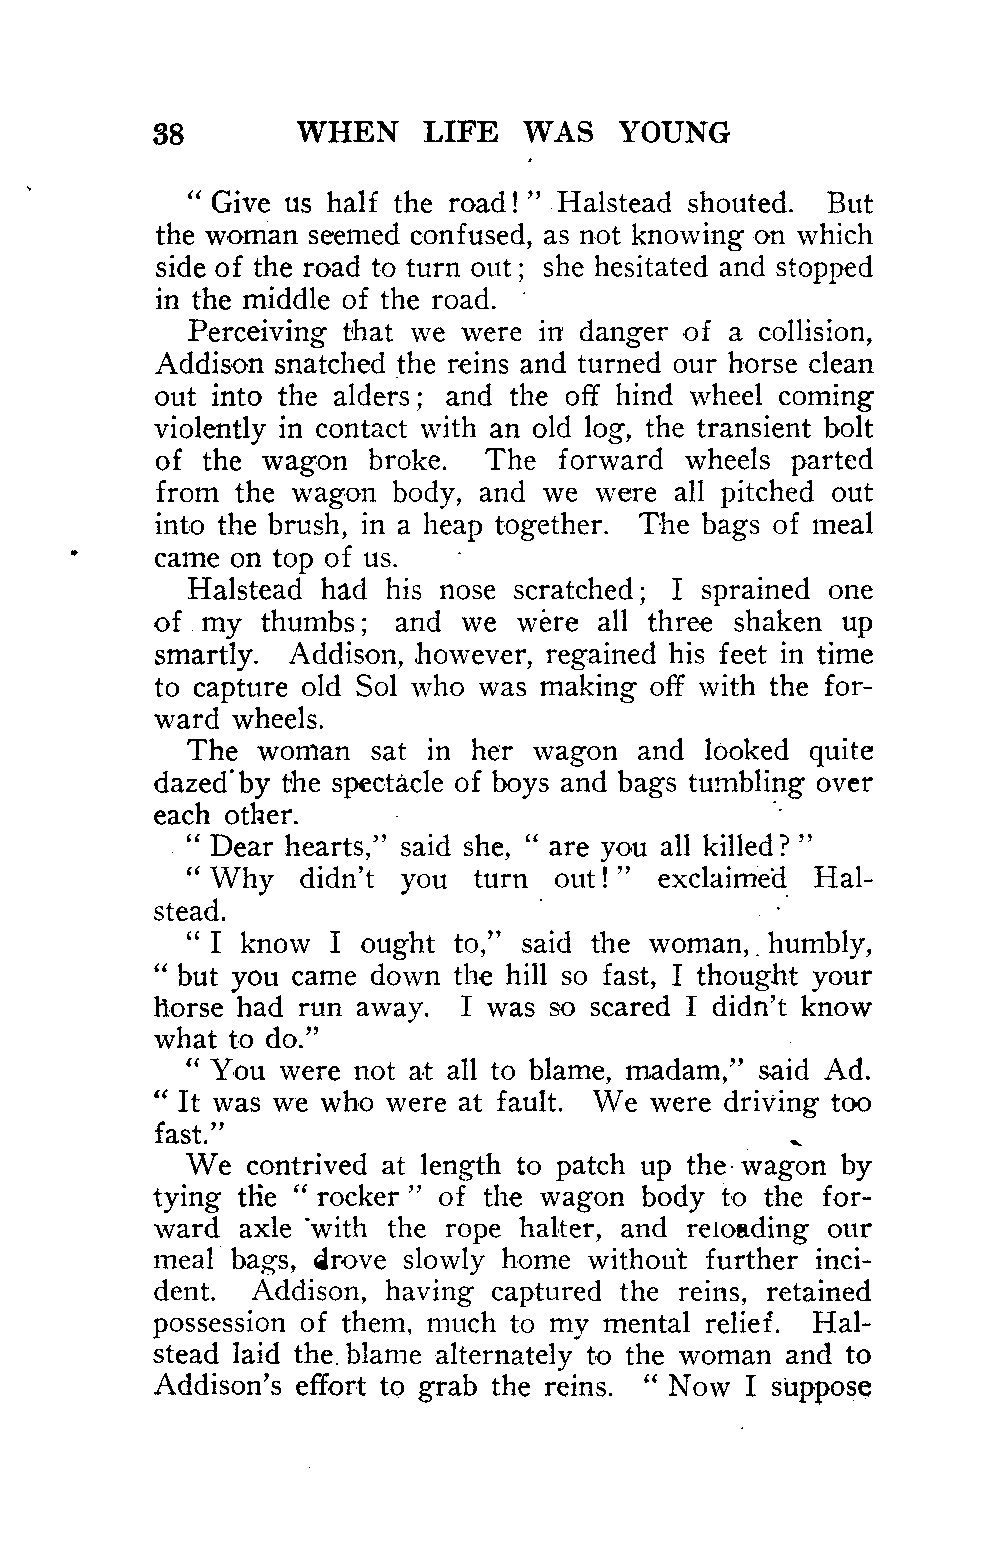 38 WHEN LIFE WAS YOUNG
“ Give us half the road! ” Halstead shouted. But
the woman seemed confused, as not knowing on which
side of the road to turn out; she hesitated and stopped
in the middle of the road.
Perceiving that we were in danger of a collision,
Addison snatched the reins and turned our horse clean
out into the alders; and the off hind wheel coming
violently in contact with an old log, the transient bolt
of the wagon broke. The forward wheels parted
from the wagon body, and we were all pitched out
into the brush, in a heap together. The bags of meal
came on top of us.
Halstead had his nose scratched; I sprained one
of my thumbs; and we were all three shaken up
smartly. Addison, however, regained his feet in time
to capture old Sol who was making off with the for-
ward wheels.
The woman sat in her wagon and looked quite
dazed by the spectacle of boys and bags tumbling over
each other.
“ Dear hearts,” said she, “ are you all killed? ”
“ Why didn’t you turn out! ” exclaimed Hal-
stead.
“ I know I ought to,” said the woman, humbly,
“ but you came down the hill so fast, I thought your
horse had run away. I was so scared I didn’t know
what to do.”
“ You were not at all to blame, madam,” said Ad.
“ It was we who were at fault. We were driving too
fast.”
We contrived at length to patch up the wagon by
tying the “ rocker ” of the wagon body to the for-
ward axle with the rope halter, and reloading our
meal bags, drove slowly home without further inci-
dent. Addison, having captured the reins, retained
possession of them, much to my mental relief. Hal-
stead laid the blame alternately to the woman and to
Addison’s effort to grab the reins. “ Now I suppose